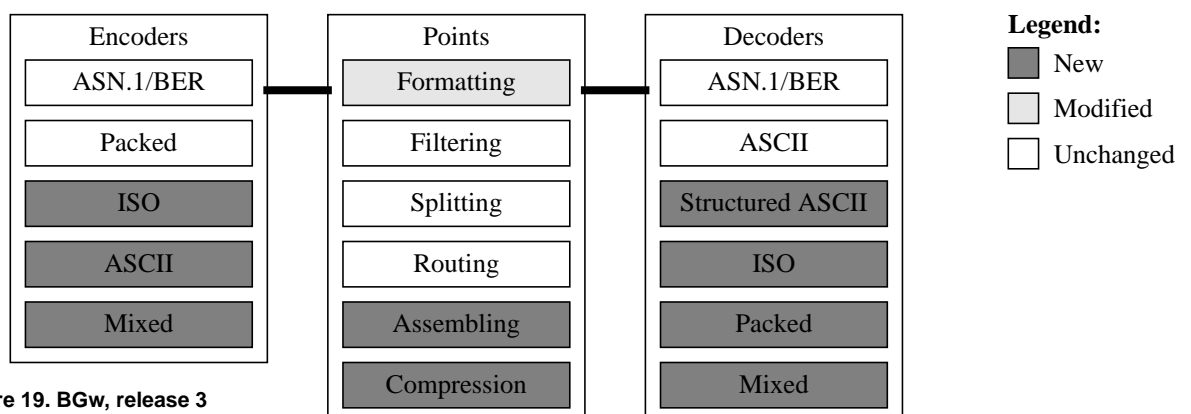 Encoders
ASN.1/BER
Packed
ISO
ASCII
Mixed
Points
Formatting
Filtering
Splitting
Routing
Assembling
Compression
Decoders
ASN.1/BER
ASCII
Structured ASCII
ISO
Packed
Mixed
Legend:
New
Modified
Unchanged
re 19. BGw, release 3